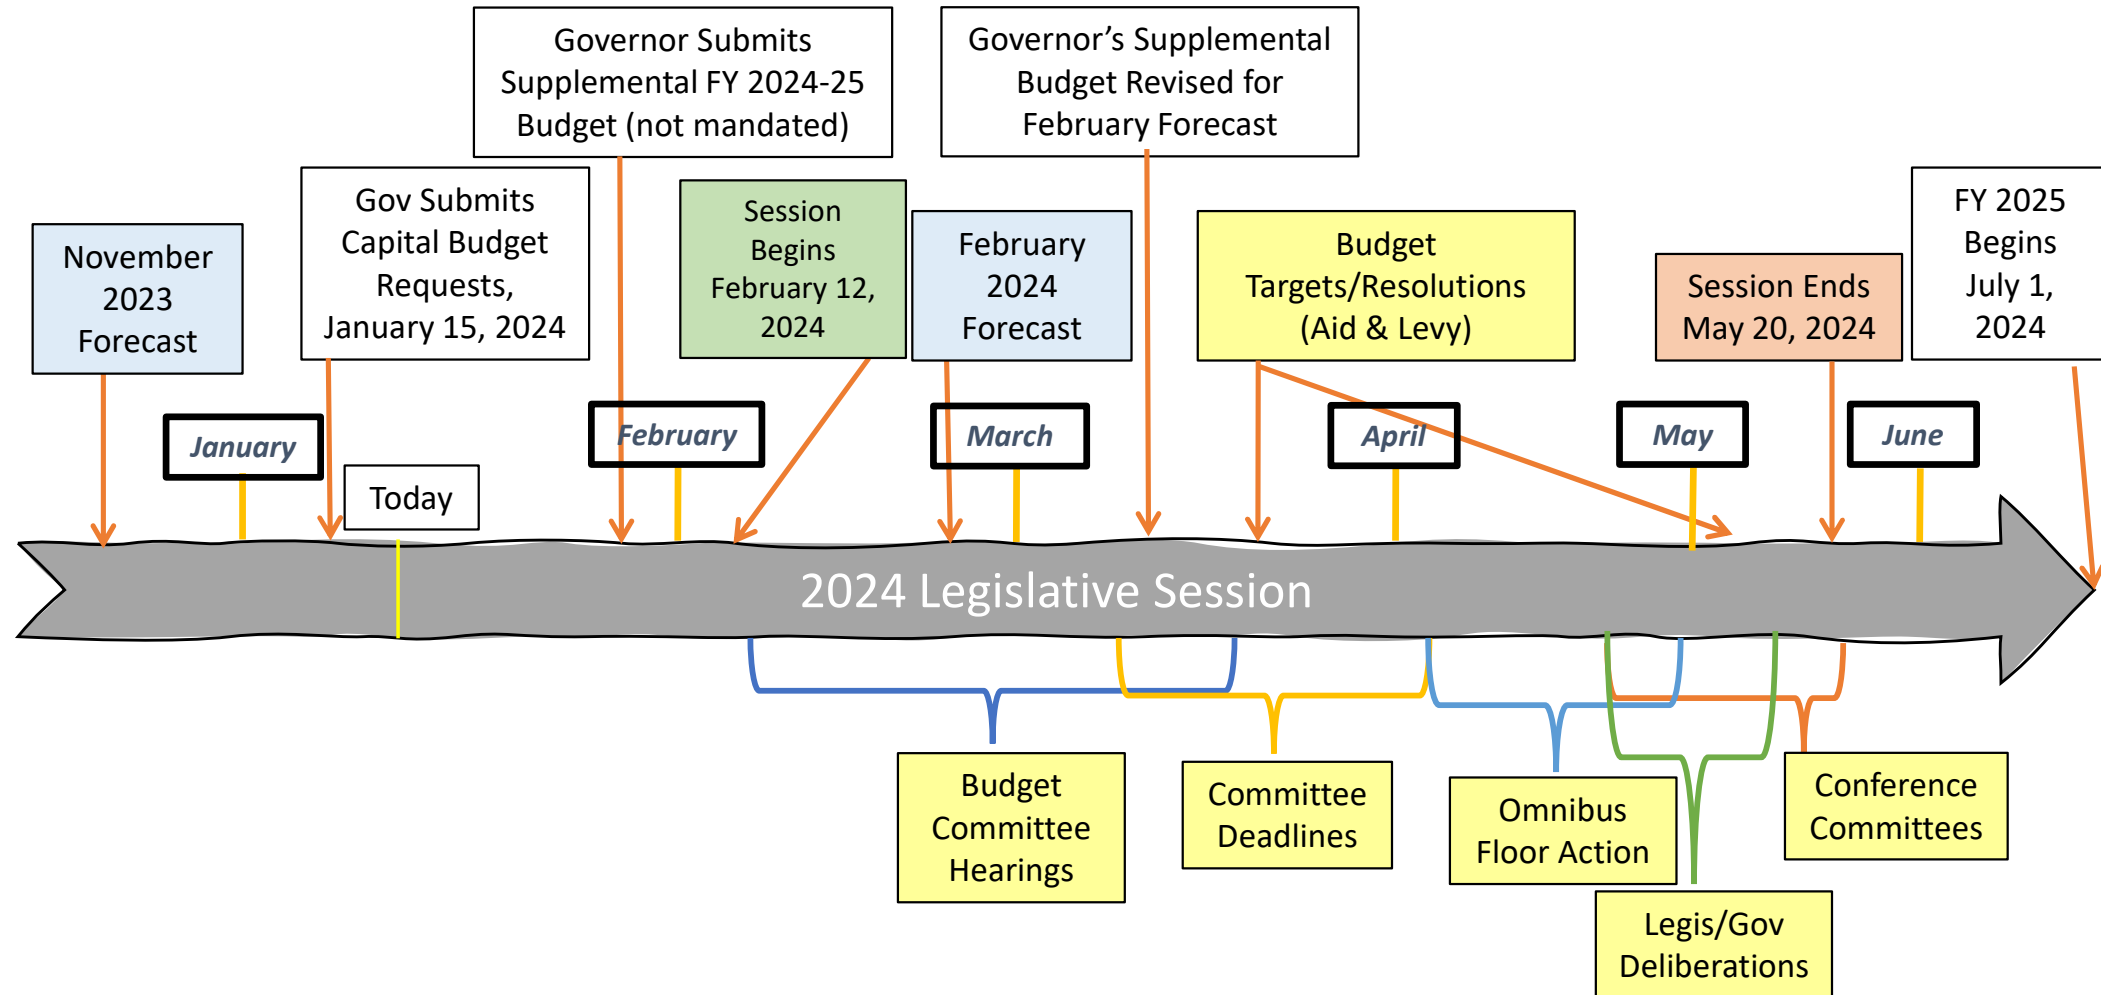 Governor Submits
Supplemental FY 2024-25
Budget (not mandated)
Governor’s Supplemental
Budget Revised for
February Forecast
November
2023
Forecast
Gov Submits
Capital Budget
Requests,
January 15, 2024
Session
Begins
February 12,
2024
February
2024
Forecast
Budget
Targets/Resolutions
(Aid & Levy)
Session Ends
May 20, 2024
FY 2025
Begins
July 1,
2024
January
February
March
April
May
June
Today
2024 Legislative Session
Budget
Committee
Hearings
Committee
Deadlines
Omnibus
Floor Action
Conference
Committees
Legis/Gov
Deliberations